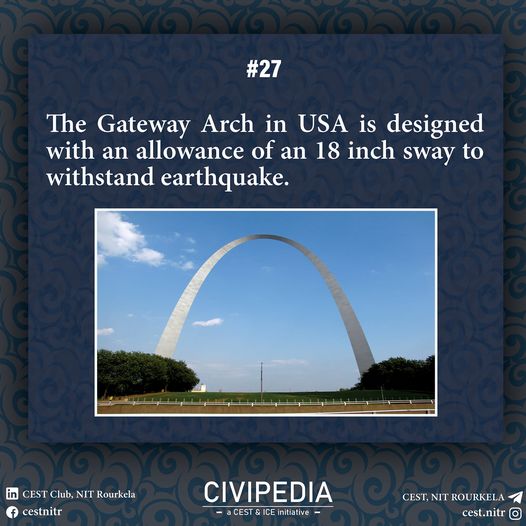 #27
The Gateway Arch in USA is designed
with an allowance of an 18 inch sway to
withstand earthquake.
CEST Club, NIT Rourkela
cestnitr
CIVIPEDIA
a CEST & ICE initiative
CEST, NIT ROURKELA
cest.nitr